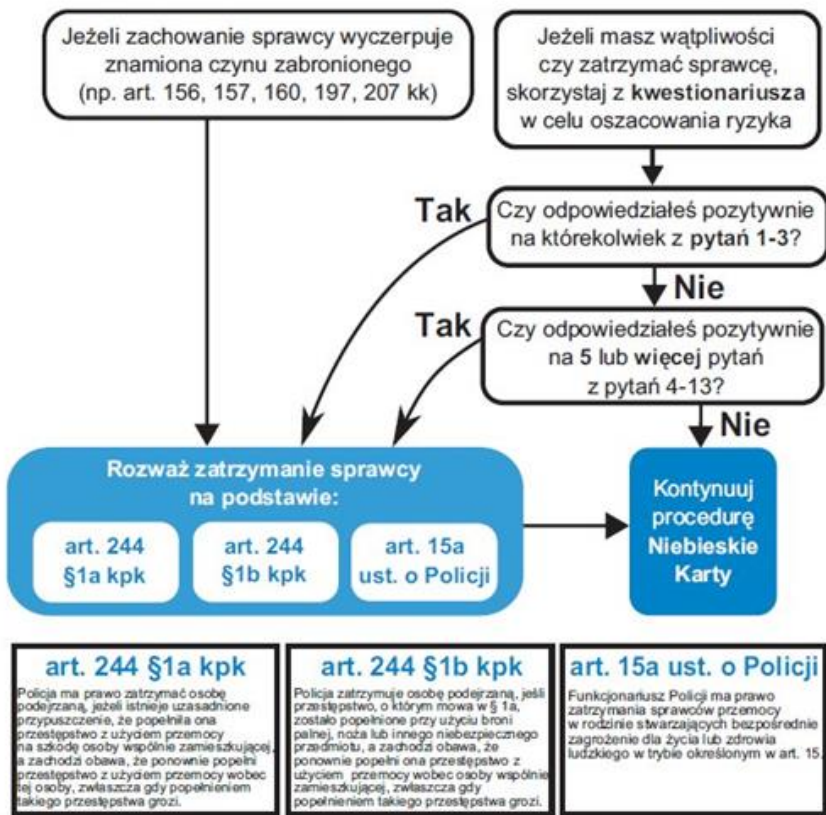 Jeżeli zachowanie sprawcy wyczerpuje
znamiona czynu zabronionego
(np. art. 156, 157, 160, 197, 207 kk)
Jeżeli masz wątpliwości
czy zatrzymać sprawcę,
skorzystaj z kwestionariusza
w celu oszacowania ryzyka
Tak
Czy odpowiedziałeś pozytywnie
na którekolwiek z pytań 1-3?
Nie
Tak
Czy odpowiedziałeś pozytywnie
na 5 lub więcej pytań
z pytań 4-13?
Nie
Rozważ zatrzymanie sprawcy
na podstawie:
art. 244
§1a kpk
art. 244
§1b kpk
art. 15a
ust. o Policji
Kontynuuj
procedurę
Niebieskie
Karty
art. 244 §1a kpk
Policja ma prawo zatrzymać osobę
podejrzaną, jeżeli istnieje uzasadnione
przypuszczenie, że popełniła ona
przestępstwo z użyciem przemocy
na szkodę osoby wspólnie zamieszkującej,
a zachodzi obawa, że ponownie popełni
przestępstwo z użyciem przemocy wobec
tej osoby, zwłaszcza gdy popełnieniem
takiego przestępstwa grozi.
art. 244 §1b kpk
Policja zatrzymuje osobę podejrzaną, jeśli
przestępstwo, o którym mowa w § 1a,
zostało popełnione przy użyciu broni
palnej, noża lub innego niebezpiecznego
przedmiotu, a zachodzi obawa, że
ponownie popełni ona przestępstwo z
użyciem przemocy wobec osoby wspólnie
zamieszkującej, zwłaszcza gdy
popełnieniem takiego przestępstwa grozi.
art. 15a ust. o Policji
Funkcjonariusz Policji ma prawo
zatrzymania sprawców przemocy
w rodzinie stwarzających bezpośrednie
zagrożenie dla życia lub zdrowia
ludzkiego w trybie określonym w art. 15.